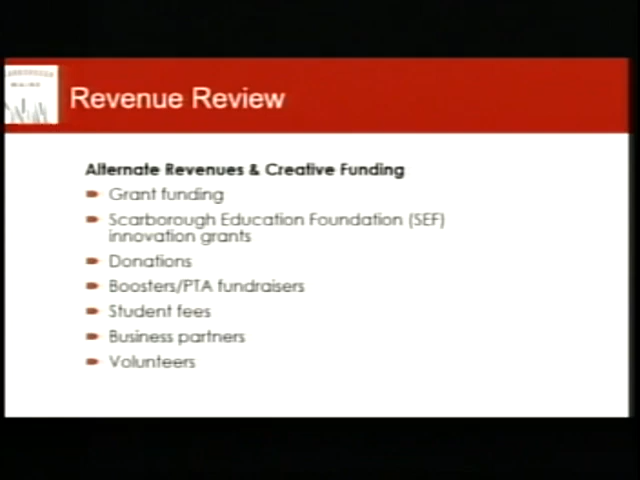 MAINE
Revenue Review
Alternate Revenues & Creative Funding
Grant funding
Scarborough Education Foundation (SEF)
innovation grants
Donations
Boosters/PTA fundraisers
Student fees
Business partners
Volunteers